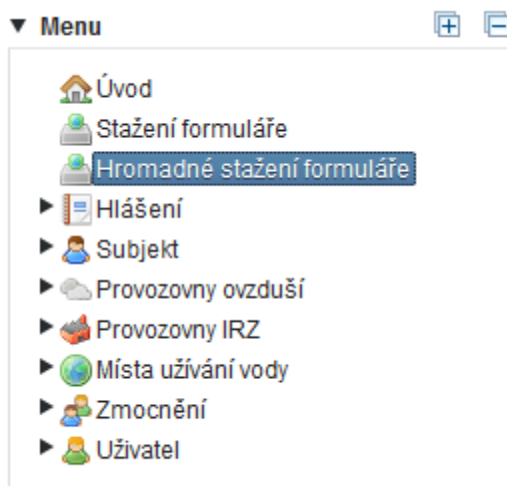 Menu
Úvod
Stažení formuláře
Hromadné stažení formuláře
Hlášení
Subjekt
Provozovny ovzduší
Provozovny IRZ
Místa užívání vody
Zmocnění
Uživatel